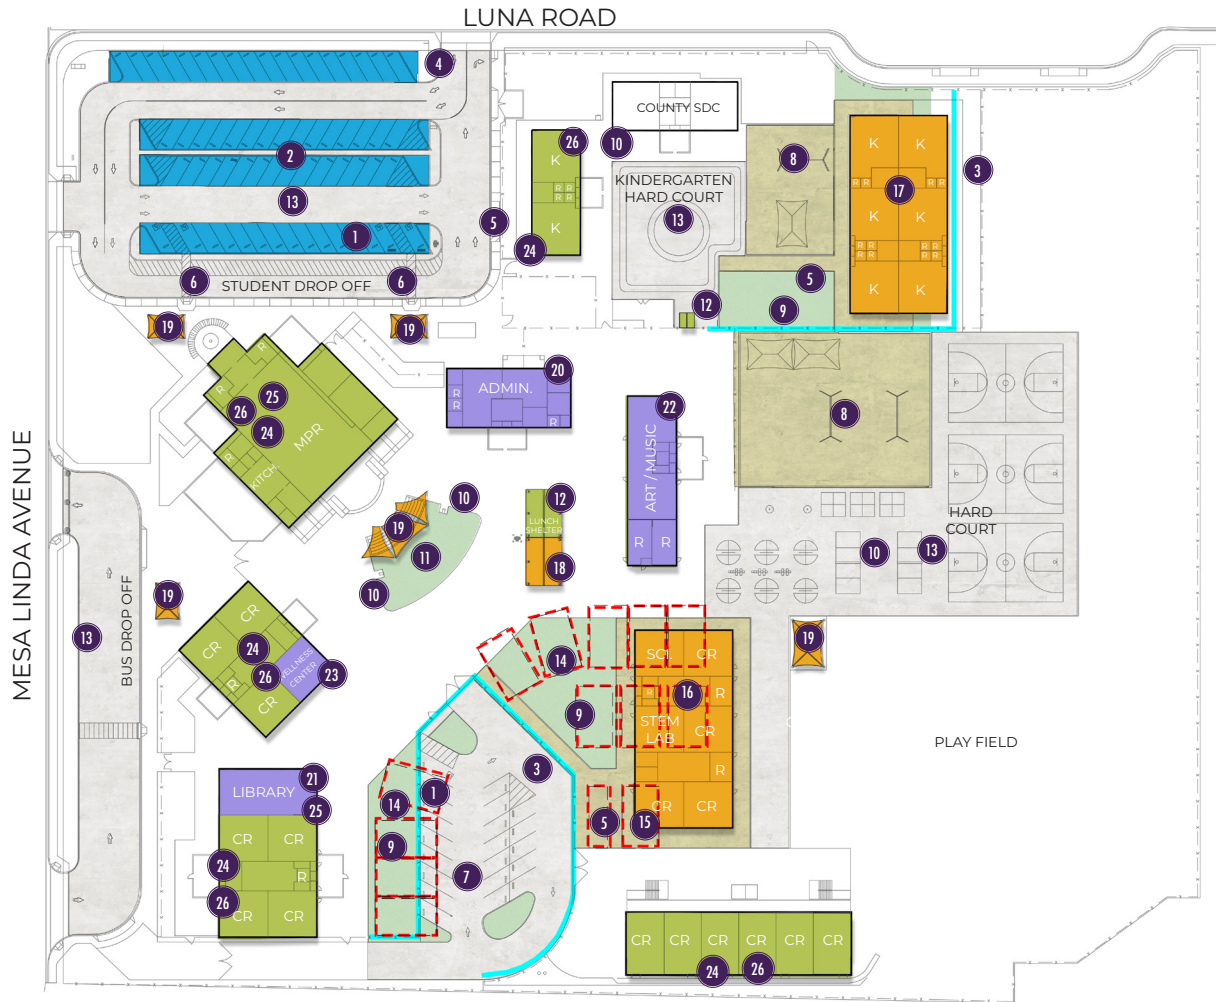 LUNA ROAD
4
COUNTY SDC
26
10
K
R R
R R
K
24
2
13
1
5
6
STUDENT DROP OFF
6
KINDERGARTEN
HARD COURT
13
8
K K
R R
17
R R
3
K K
R R
R R
R R
R R
K K
5
9
12
19
19
R
R
25
26
24
MPR
R
KITCH.
ADMIN.
20
R
R
R
22
ART / MUSIC
R R
8
HARD
COURT
10
13
10
19
11
10
12
LUNCH
SHELTER
18
MESA LINDA AVENUE
BUS DROP OFF
13
19
CR
CR
24
26
R
CR
WELLNESS
CENTER
23
14
9
SCI.
CR
R
16
R
STEM
LAB
CR
R
CR CR
5
15
19
PLAY FIELD
3
1
14
9
7
LIBRARY
21
25
CR CR
24
R
26
CR CR
CR CR CR CR CR CR
24
26